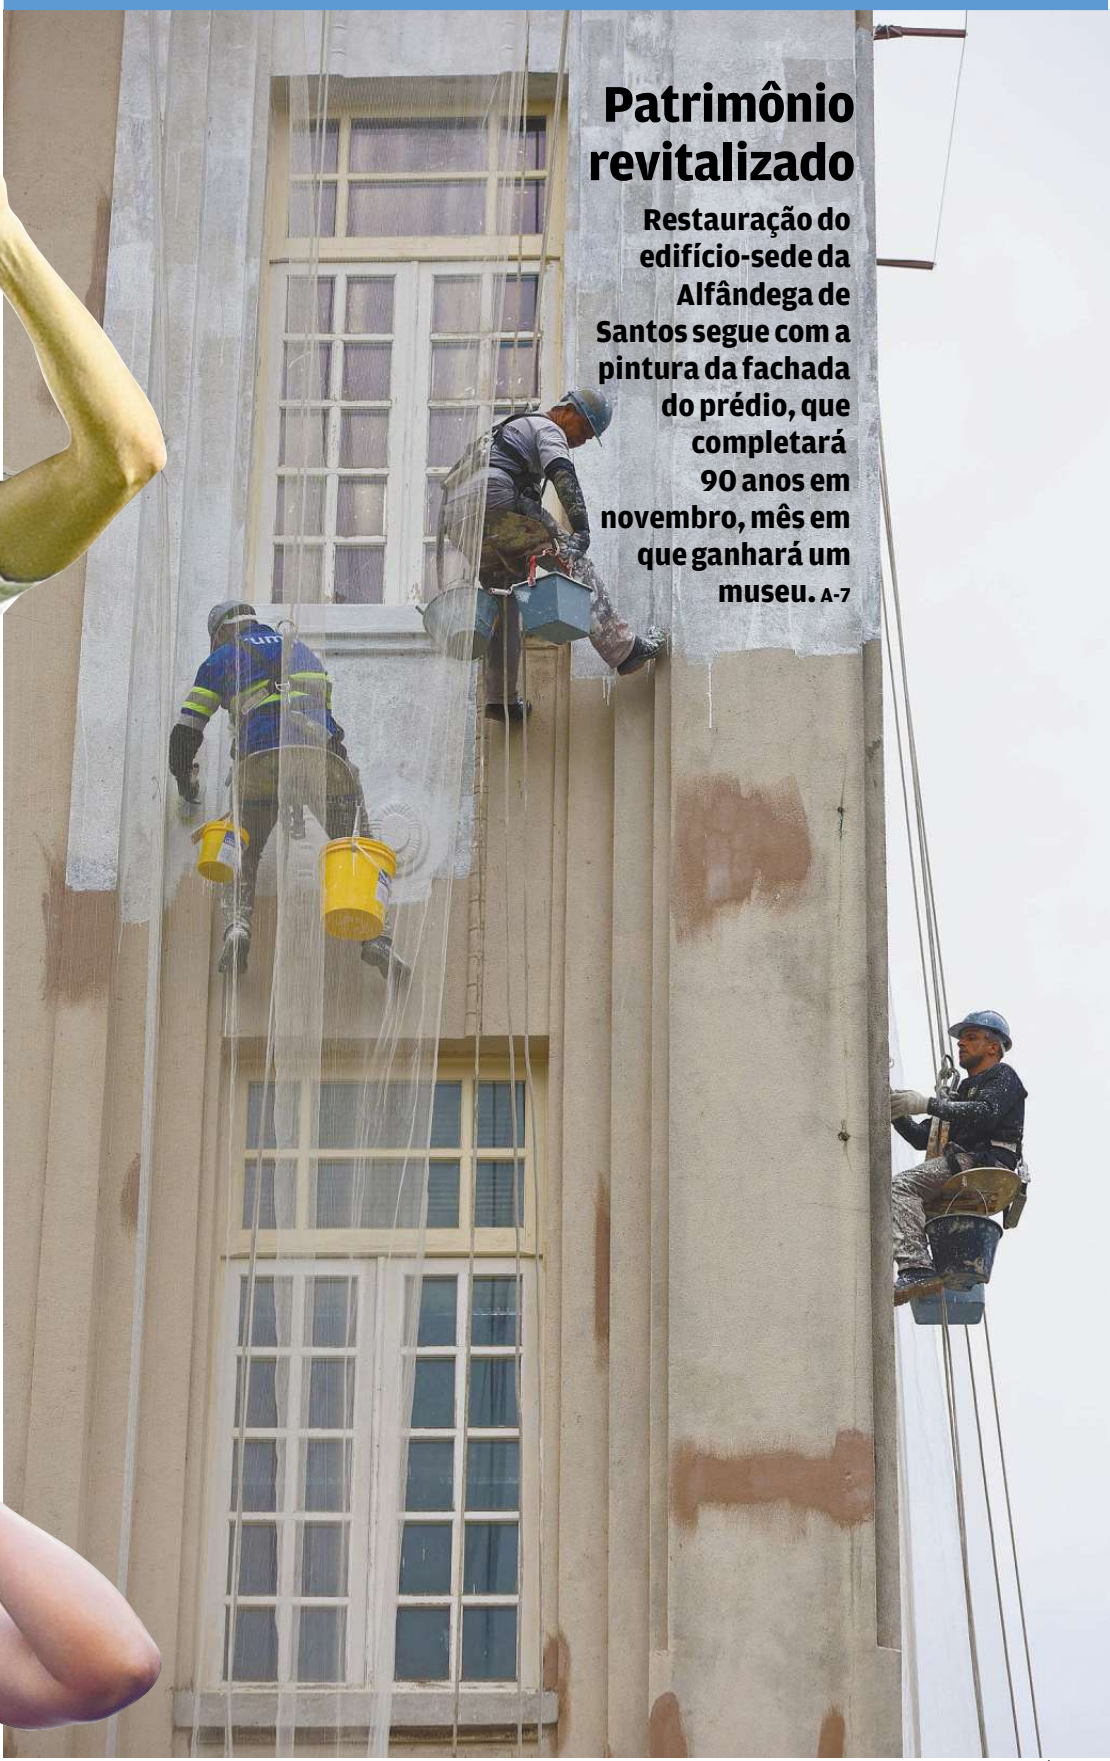 Patrimônio
revitalizado
Restauração do
edifício-sede da
Alfândega de
Santos segue com a
pintura da fachada
do prédio, que
completará
90 anos em
novembro, mês em
que ganhará um
museu. A-7